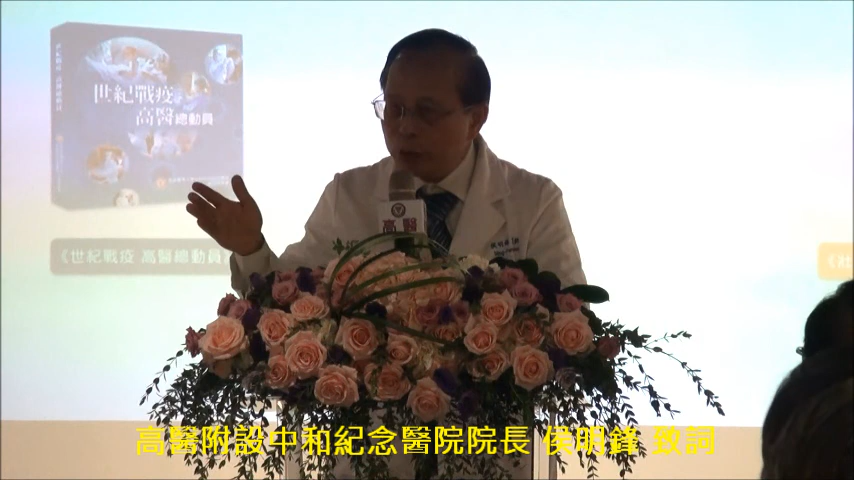 世紀戰疫
高醫總動員
《世紀戰疫 高醫總動員
高醫
高醫附設中和紀念醫院院長 侯明鋒 致詞